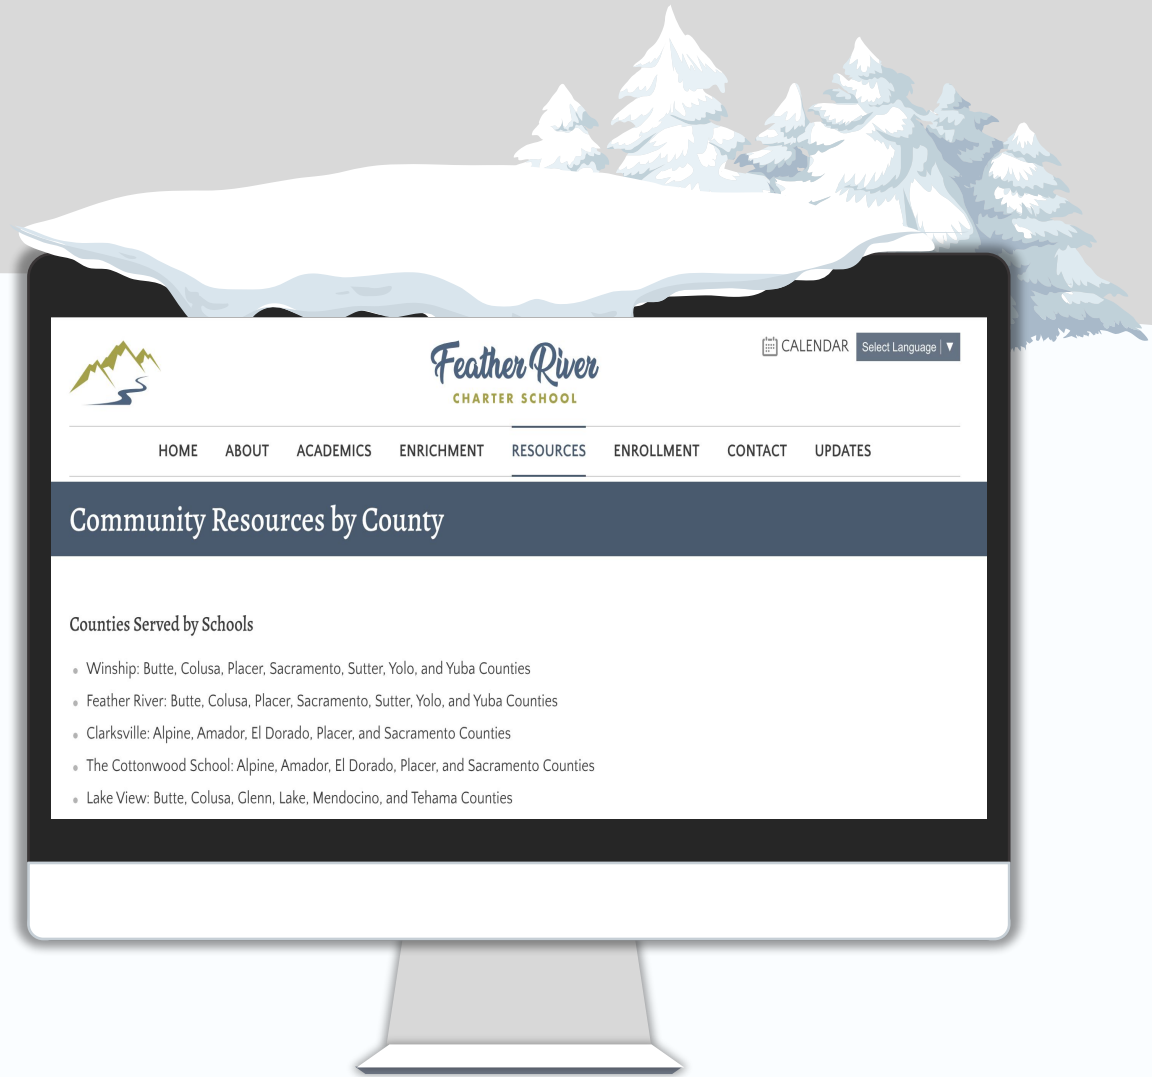 Feather River
CHARTER SCHOOL
CALENDAR
Select Language ▼
HOME ABOUT ACADEMICS ENRICHMENT RESOURCES ENROLLMENT CONTACT UPDATES
Community Resources by County
Counties Served by Schools
Winship: Butte, Colusa, Placer, Sacramento, Sutter, Yolo, and Yuba Counties
Feather River: Butte, Colusa, Placer, Sacramento, Sutter, Yolo, and Yuba Counties
Clarksville: Alpine, Amador, El Dorado, Placer, and Sacramento Counties
The Cottonwood School: Alpine, Amador, El Dorado, Placer, and Sacramento Counties
Lake View: Butte, Colusa, Glenn, Lake, Mendocino, and Tehama Counties